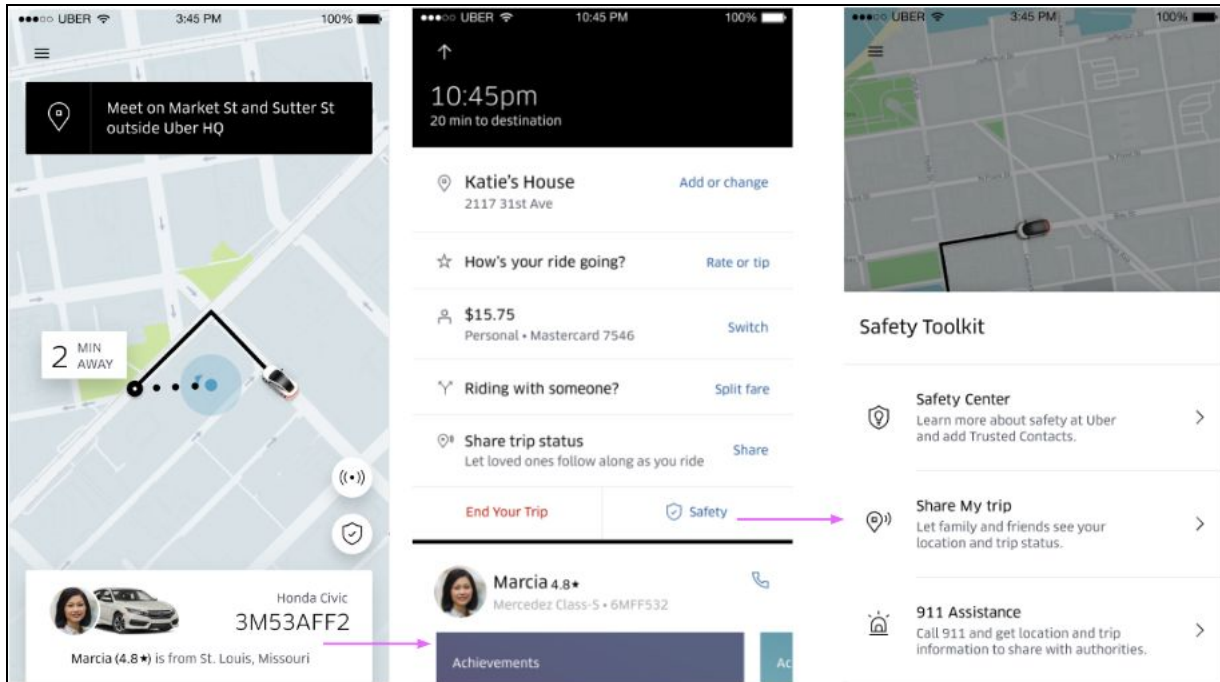 UBER 3:45 PM 100%
Meet on Market St and Sutter St
outside Uber HQ
2 MIN
AWAY
Honda Civic
3M53AFF2
Marcia (4.8★) is from St. Louis, Missouri
UBER 10:45 PM 100%
10:45pm
20 min to destination
Katie's House Add or change
2117 31st Ave
How's your ride going? Rate or tip
$15.75
Personal • Mastercard 7546 Switch
Riding with someone? Split fare
Share trip status
Let loved ones follow along as you ride Share
End Your Trip Safety
Marcia 4.8★
Mercedez Class-S • 6MFF532
Achievements Ac
UBER 3:45 PM 100%
Safety Toolkit
Safety Center
Learn more about safety at Uber
and add Trusted Contacts.
Share My trip
Let family and friends see your
location and trip status.
911 Assistance
Call 911 and get location and trip
information to share with authorities.